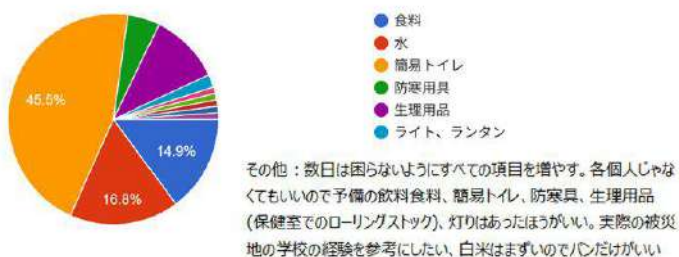 食料
水
簡易トイレ
防寒用具
生理用品
ライト、ランタン
45.5%
14.9%
16.8%
その他：数日は困らないようにすべての項目を増やす。各個人じゃな
くてもいいので予備の飲料食料、簡易トイレ、防寒具、生理用品
(保健室でのローリングストック)、灯りはあったほうがいい。実際の被災
地の学校の経験を参考にしたい、白米はまずいのでパンだけがいい